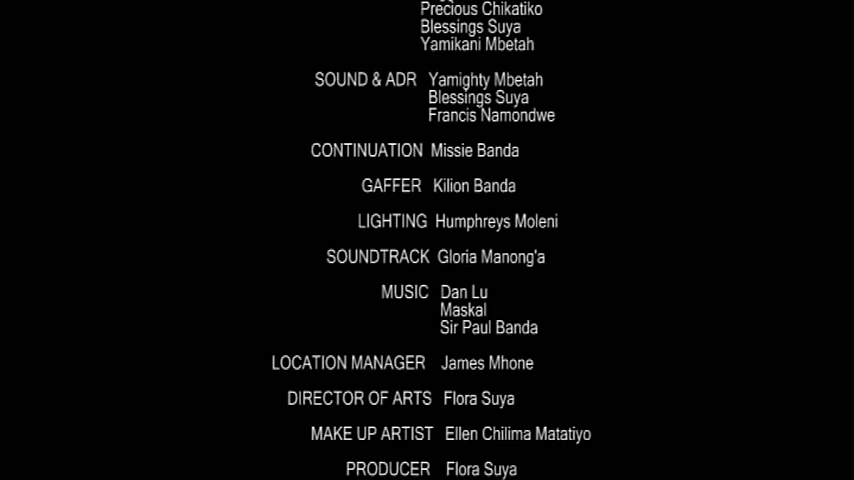 Precious Chikatiko
Blessings Suya
Yamikani Mbetah
SOUND & ADR Yamighty Mbetah
Blessings Suya
Francis Namondwe
CONTINUATION Missie Banda
GAFFER Kilion Banda
LIGHTING Humphreys Moleni
SOUNDTRACK Gloria Manong'a
MUSIC Dan Lu
Maskal
Sir Paul Banda
LOCATION MANAGER James Mhone
DIRECTOR OF ARTS Flora Suya
MAKE UP ARTIST Ellen Chilima Matatiyo
PRODUCER Flora Suya